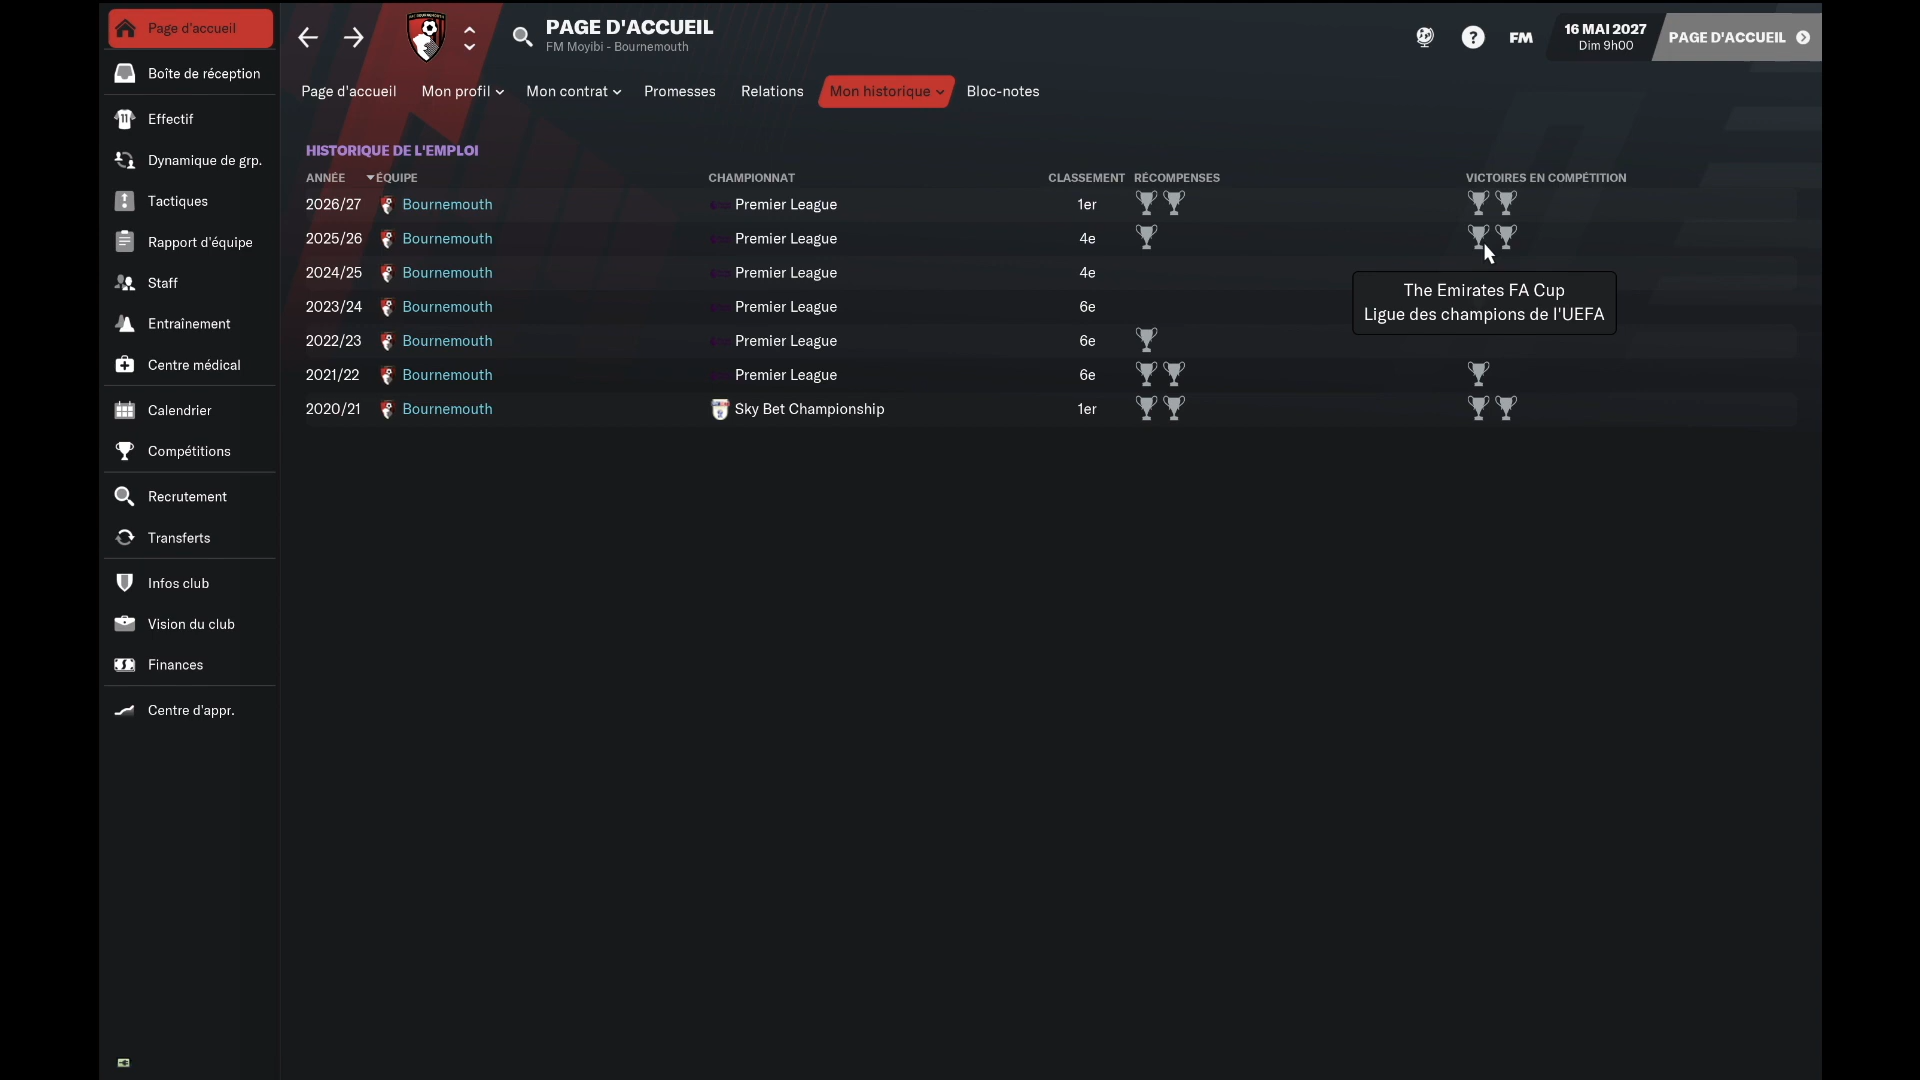 Page d'accueil
Boîte de réception
Effectif
Dynamique de grp.
Tactiques
Rapport d'équipe
Staff
Entraînement
Centre médical
Calendrier
Compétitions
Recrutement
Transferts
Infos club
Vision du club
Finances
Centre d'appr.
PAGE D'ACCUEIL
FM Moyibi - Bournemouth
?
FM
16 MAI 2027
Dim 9h00
PAGE D'ACCUEIL
Page d'accueil Mon profil Mon contrat Promesses Relations Mon historique Bloc-notes
HISTORIQUE DE L'EMPLOI
ANNÉE ÉQUIPE CHAMPIONNAT CLASSEMENT RÉCOMPENSES VICTOIRES EN COMPÉTITION
2026/27 Bournemouth Premier League 1er
2025/26 Bournemouth Premier League 4e
2024/25 Bournemouth Premier League 4e
2023/24 Bournemouth Premier League 6e
2022/23 Bournemouth Premier League 6e
2021/22 Bournemouth Premier League 6e
2020/21 Bournemouth Sky Bet Championship 1er
The Emirates FA Cup
Ligue des champions de l'UEFA